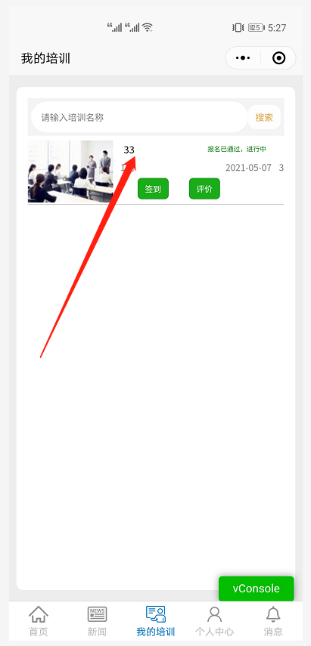 5:27
我的培训
请输入培训名称
搜索
33
报名已通过，进行中
2021-05-07 3
签到
评价
vConsole
首页
新闻
我的培训
个人中心
消息